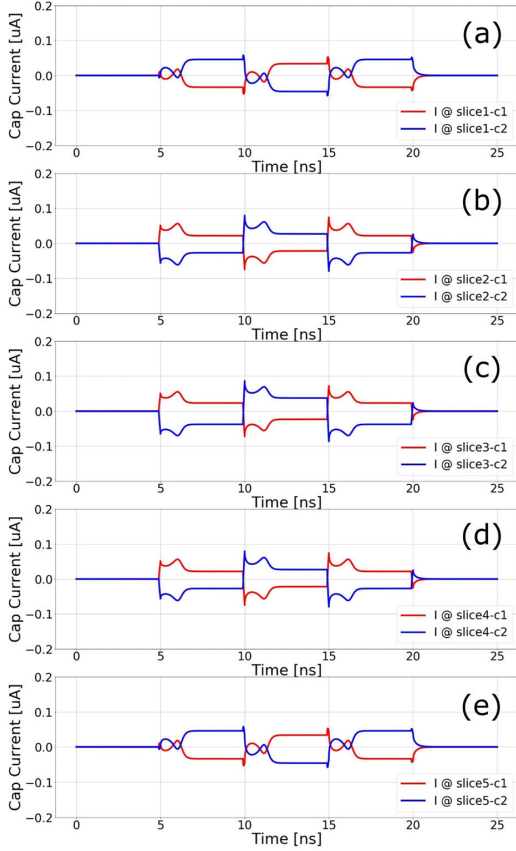 0.2
(a)
0.1
0.0
−0.1
I @ slice1-c1
I @ slice1-c2
−0.2
0 5 10 15 20 25
Cap Current [uA]
Time [ns]
0.2
(b)
0.1
0.0
−0.1
I @ slice2-c1
I @ slice2-c2
−0.2
0 5 10 15 20 25
Cap Current [uA]
Time [ns]
0.2
(c)
0.1
0.0
−0.1
I @ slice3-c1
I @ slice3-c2
−0.2
0 5 10 15 20 25
Cap Current [uA]
Time [ns]
0.2
(d)
0.1
0.0
−0.1
I @ slice4-c1
I @ slice4-c2
−0.2
0 5 10 15 20 25
Cap Current [uA]
Time [ns]
0.2
(e)
0.1
0.0
−0.1
I @ slice5-c1
I @ slice5-c2
−0.2
0 5 10 15 20 25
Cap Current [uA]
Time [ns]